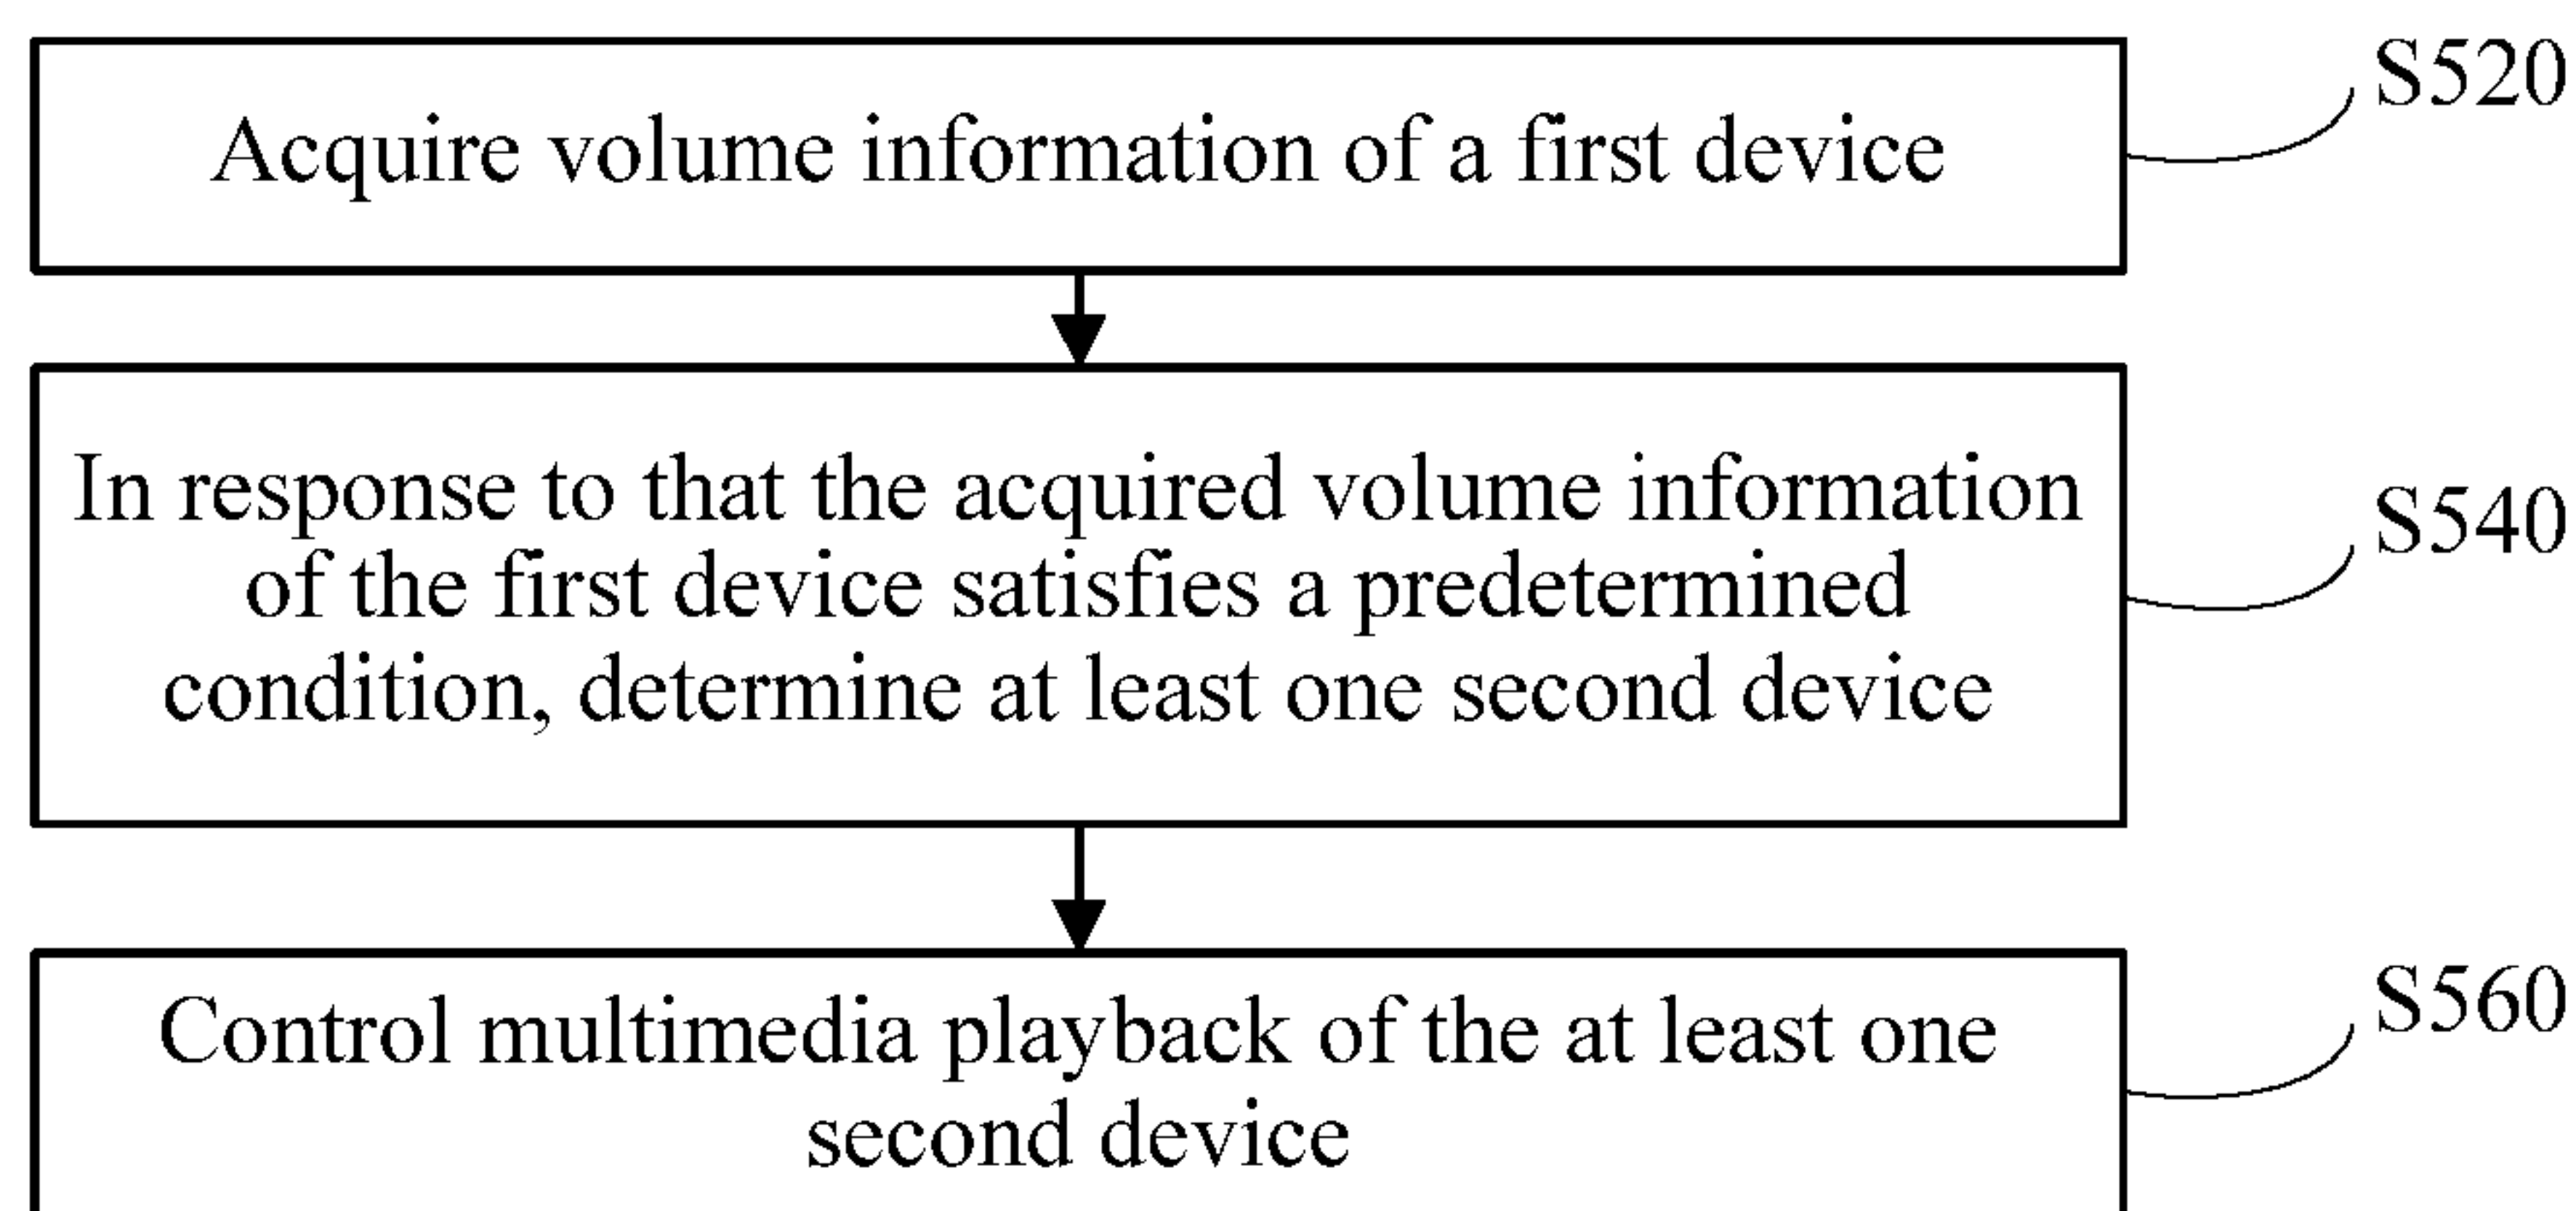 Acquire volume information of a first device
S520
In response to that the acquired volume information
of the first device satisfies a predetermined
condition, determine at least one second device
S540
Control multimedia playback of the at least one
second device
S560